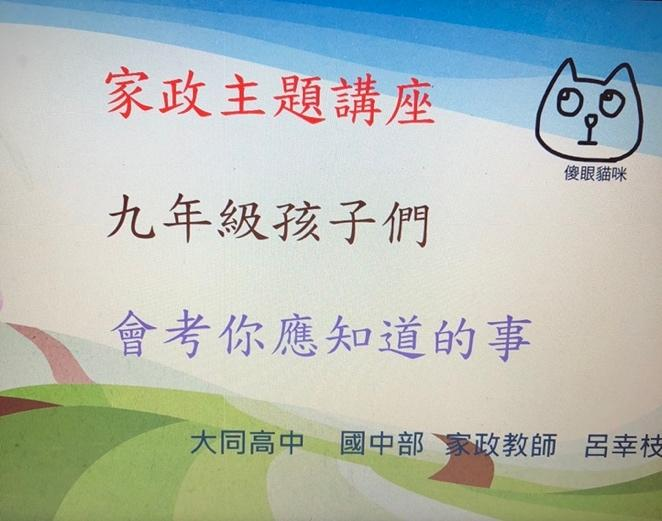 家政主題講座
傻眼貓咪
九年級孩子們
會考你應知道的事
大同高中 國中部 家政教師 呂幸枝